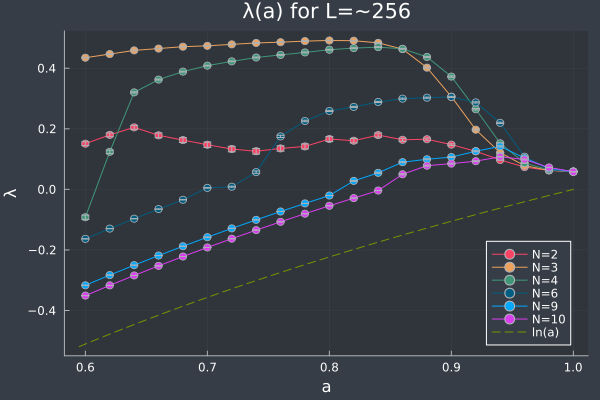 λ(a) for L=~256
λ
0.4
0.2
0.0
−0.2
−0.4
N=2
N=3
N=4
N=6
N=9
N=10
ln(a)
0.6
0.7
0.8
0.9
1.0
a